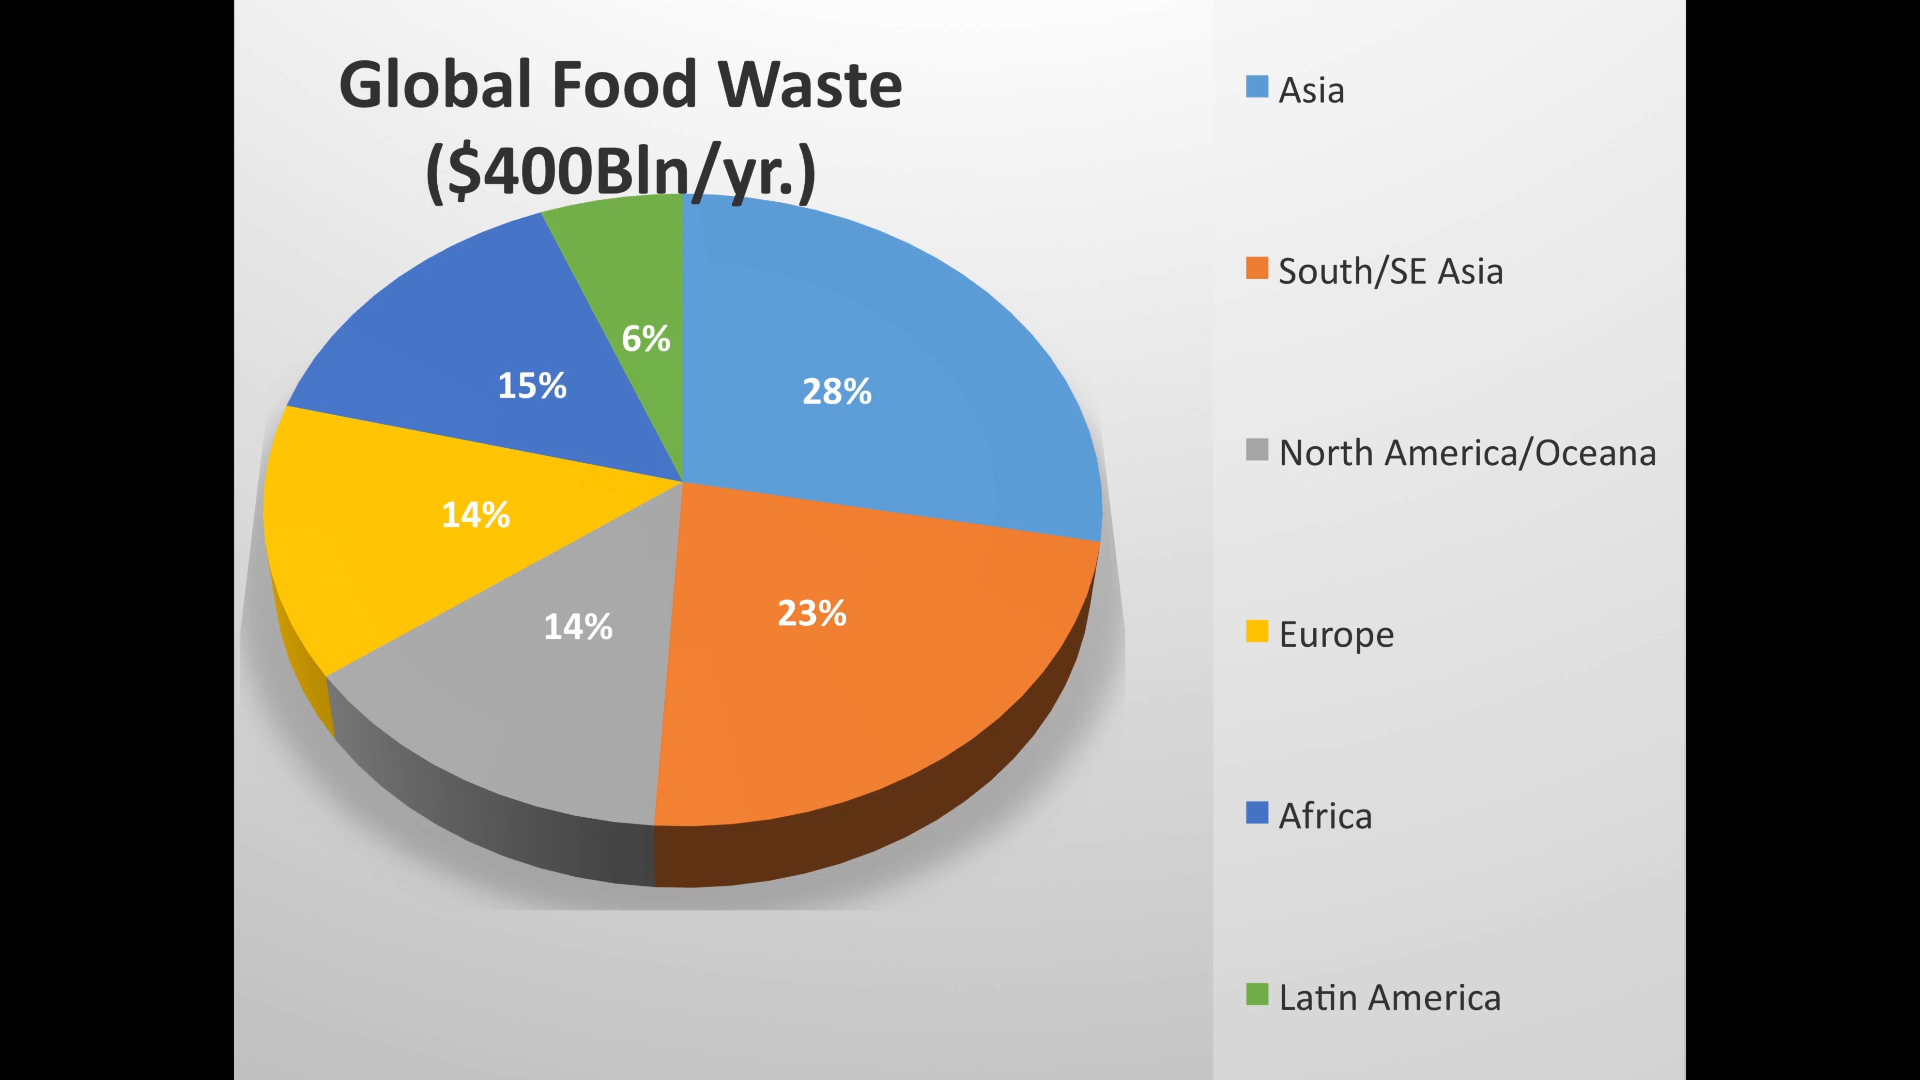 Global Food Waste
($400Bln/yr.)
6%
28%
15%
14%
23%
14%
Asia
South/SE Asia
North America/Oceana
Europe
Africa
Latin America